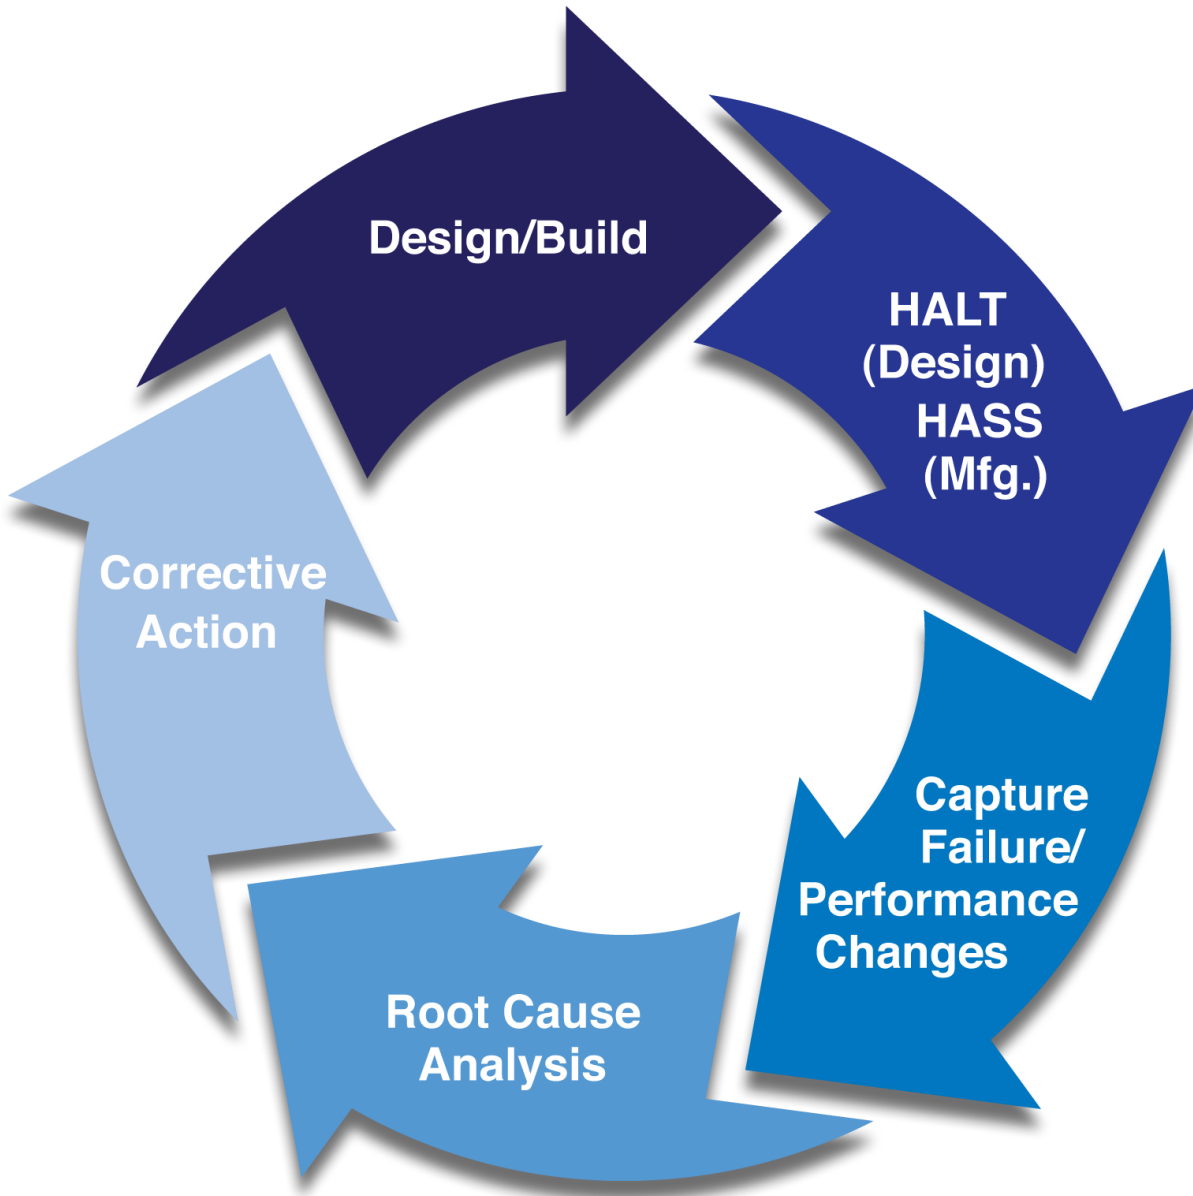 Design/Build
HALT
(Design)
HASS
(Mfg.)
Capture
Failure/
Performance
Changes
Root Cause
Analysis
Corrective
Action